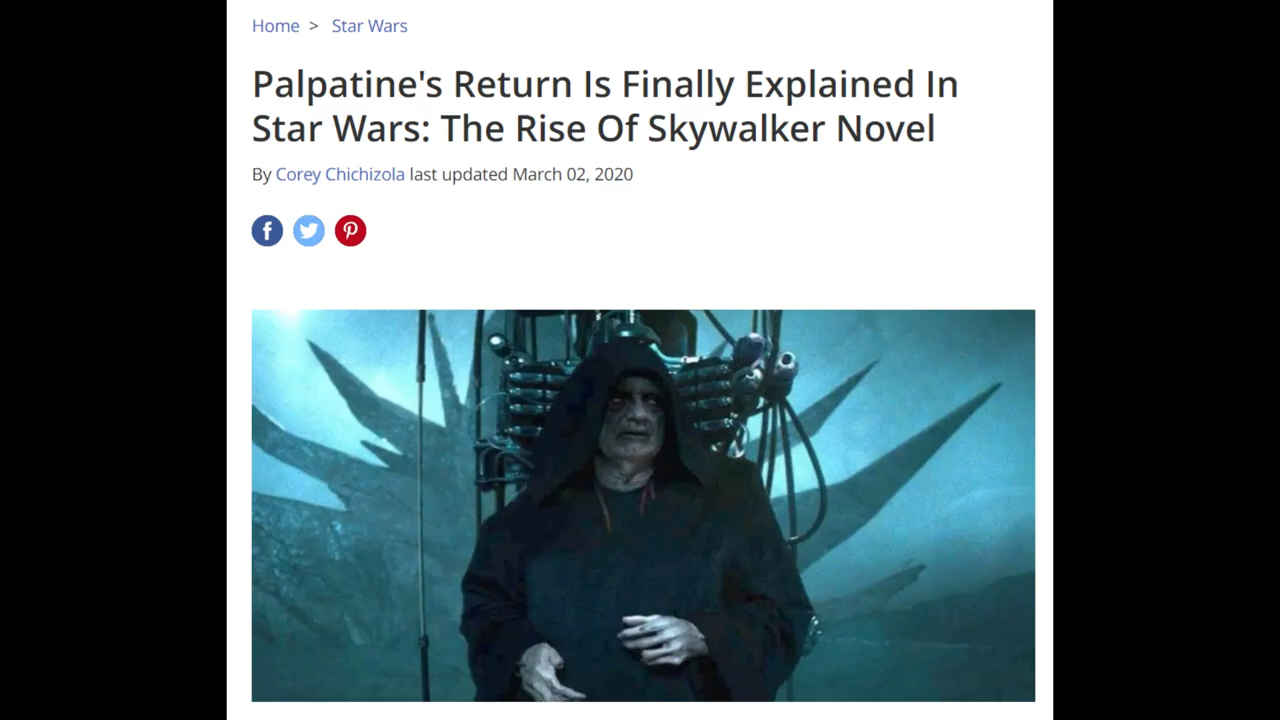 Home > Star Wars
Palpatine's Return Is Finally Explained In
Star Wars: The Rise Of Skywalker Novel
By Corey Chichizola last updated March 02, 2020